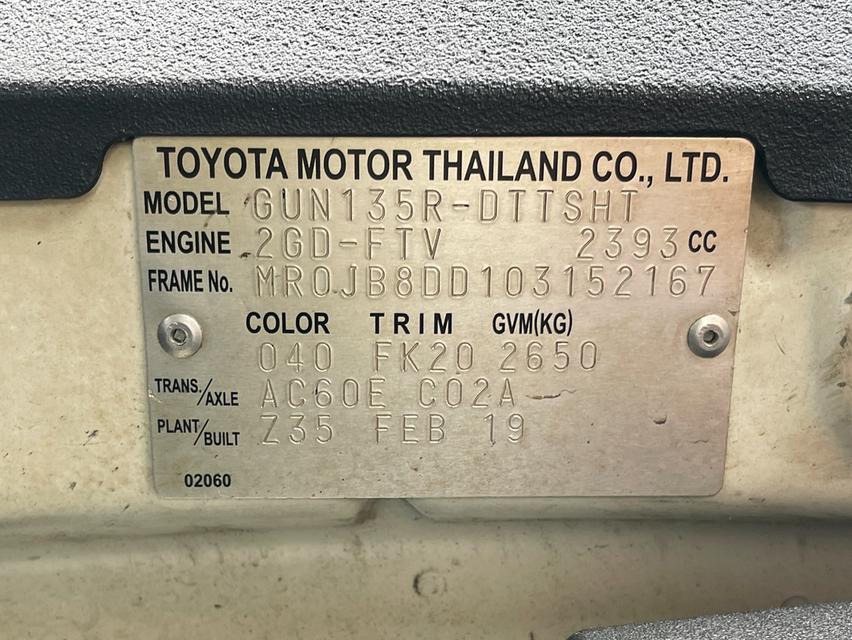 TOYOTA MOTOR THAILAND CO., LTD.
MODEL GUN135R-DTTSHT
ENGINE 2GD-FTV 2393 CC
FRAME No. MR0JB8DD103152167
COLOR TRIM GVM(KG)
040 FK20 2650
TRANS./AXLE AC60E C02A
PLANT/BUILT Z35 FEB 19
02060